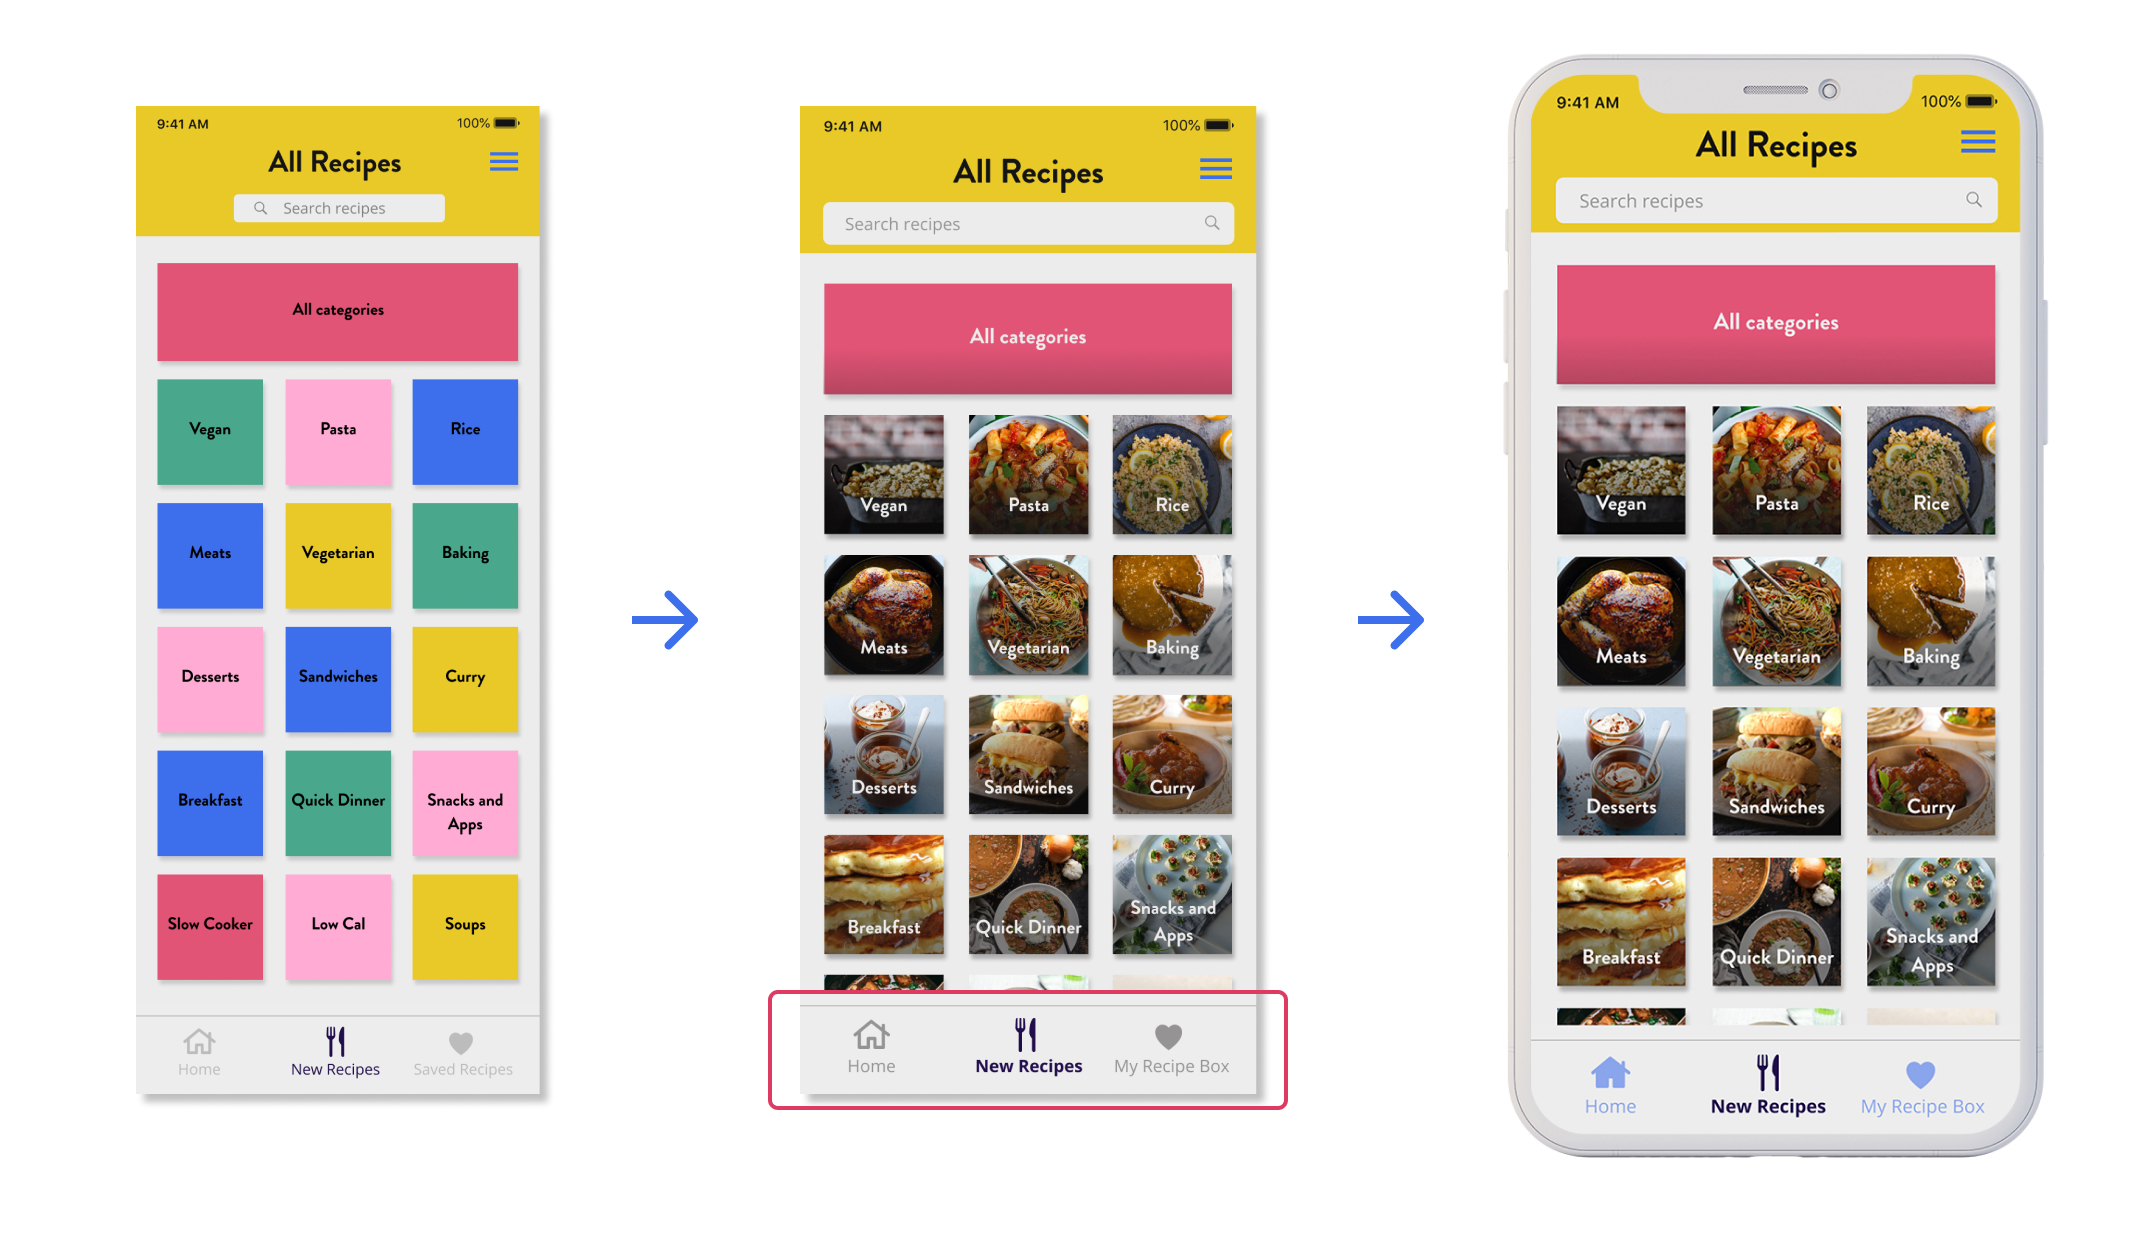 9:41 AM
100%
All Recipes
Search recipes
All categories
Vegan
Pasta
Rice
Meats
Vegetarian
Baking
Desserts
Sandwiches
Curry
Breakfast
Quick Dinner
Snacks and
Apps
Slow Cooker
Low Cal
Soups
Home
New Recipes
Saved Recipes
9:41 AM
100%
All Recipes
Search recipes
All categories
Vegan
Pasta
Rice
Meats
Vegetarian
Baking
Desserts
Sandwiches
Curry
Breakfast
Quick Dinner
Snacks and
Apps
Home
New Recipes
My Recipe Box
9:41 AM
100%
All Recipes
Search recipes
All categories
Vegan
Pasta
Rice
Meats
Vegetarian
Baking
Desserts
Sandwiches
Curry
Breakfast
Quick Dinner
Snacks and
Apps
Home
New Recipes
My Recipe Box